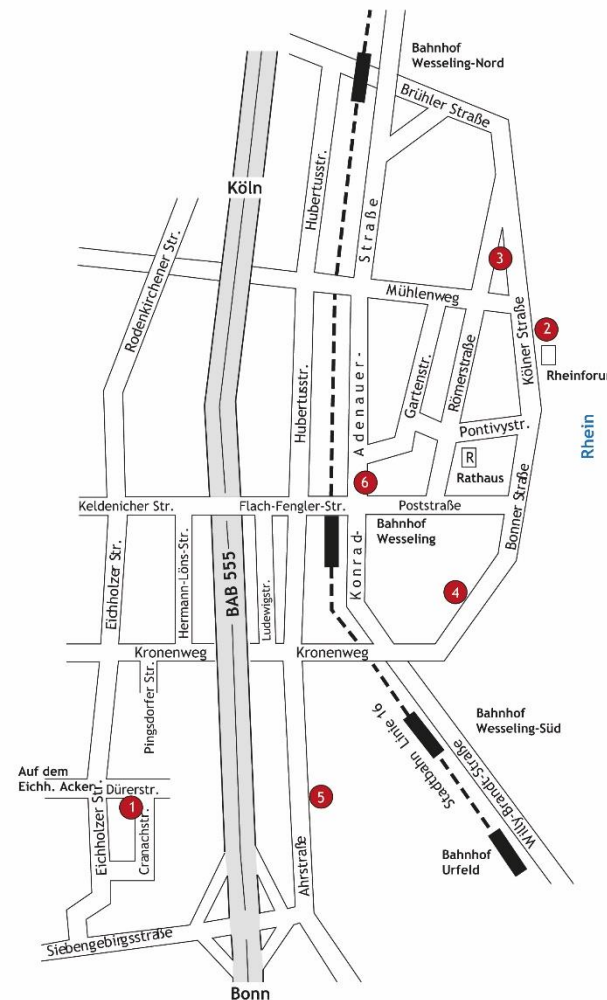 Bahnhof
Wesseling-Nord
Brühler Straße
Köln
Hubertusstr.
Straße
Rodenkirchener Str.
3
Mühlenweg
2
Kölner Straße
Rheinforu
Rhein
Hubertusstr.
Adenauer-
Gartenstr.
Römerstraße
Pontivystr.
R
Rathaus
6
Keldenicher Str.
Flach-Fengler-Str.
Poststraße
Bahnhof
Wesseling
Bonner Straße
Konrad-
Eichholzer Str.
Hermann-Löns-Str.
BAB 555
Ludwigstr.
4
Kronenweg
Kronenweg
Pingsdorfer Str.
Bahnhof
Wesseling-Süd
Stadtbahn Linie 16
Willy-Brandt-Straße
Auf dem
Eichh. Acker
Dürerstr.
1
Eichholzer Str.
Cranachstr.
5
Ahrstraße
Bahnhof
Urfeld
Siebengebirgsstraße
Bonn